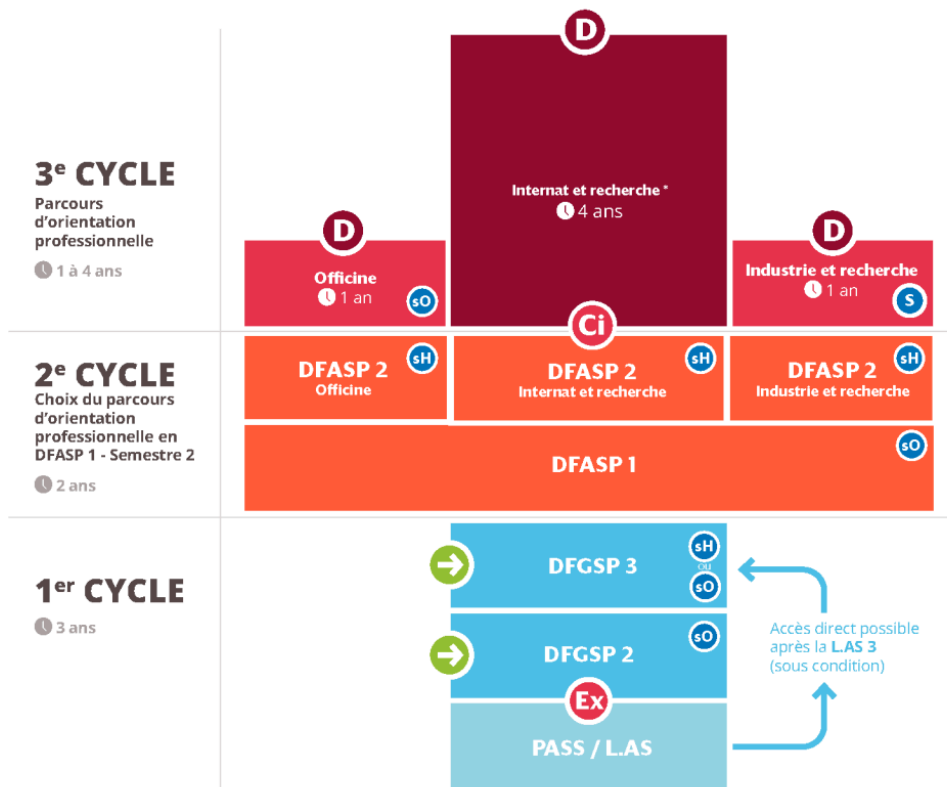 D
3e CYCLE
Parcours
d'orientation
professionnelle
1 à 4 ans
Internat et recherche *
4 ans
D
Officine
1 an
sO
D
Industrie et recherche
1 an
S
Ci
2e CYCLE
Choix du parcours
d'orientation
professionnelle en
DFASP 1 - Semestre 2
2 ans
DFASP 2
Officine
sH
DFASP 2
Internat et recherche
sH
DFASP 2
Industrie et recherche
sH
DFASP 1
sO
1er CYCLE
3 ans
DFGSP 3
sH
ou
sO
DFGSP 2
sO
Accès direct possible
après la L.AS 3
(sous condition)
Ex
PASS / L.AS